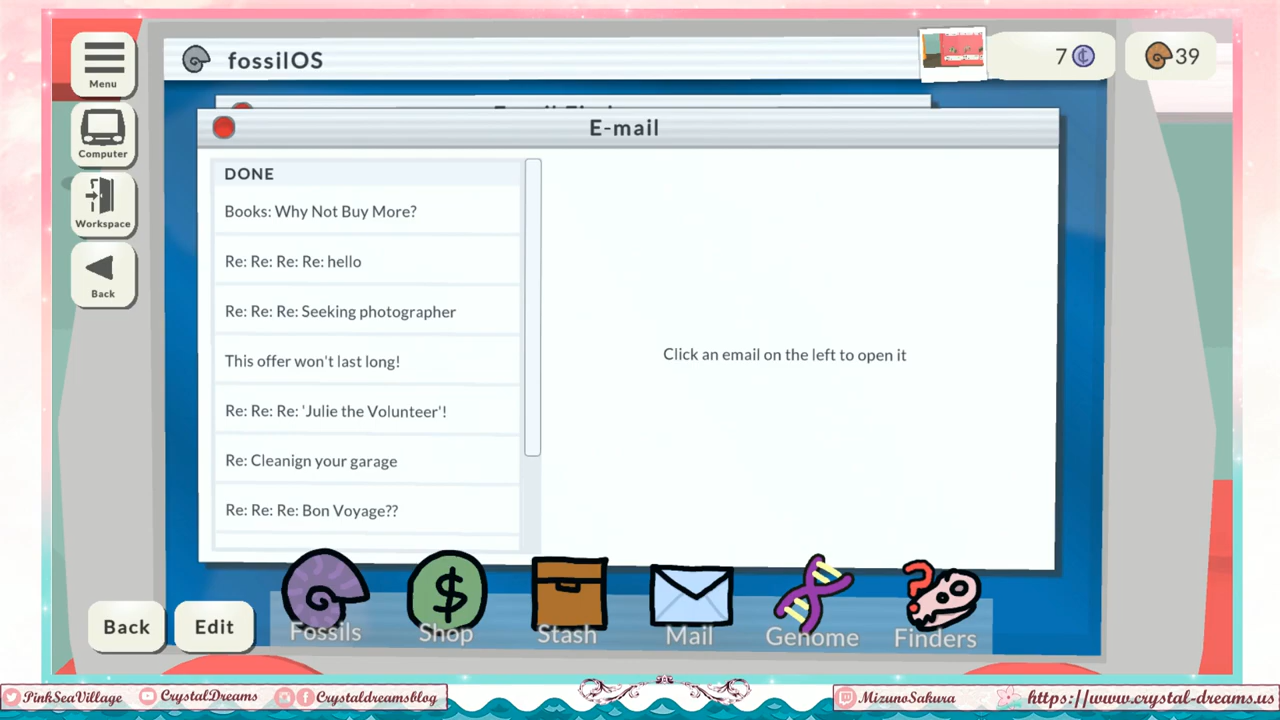 Menu
fossilOS
7
39
Computer
E-mail
DONE
Books: Why Not Buy More?
Workspace
Re: Re: Re: Re: hello
Back
Re: Re: Re: Seeking photographer
This offer won't last long!
Click an email on the left to open it
Re: Re: Re: 'Julie the Volunteer'!
Re: Cleanign your garage
Re: Re: Re: Bon Voyage??
Back
Edit
Fossils
Shop
Stash
Mail
Genome
Finders
PinkSeaVillage
CrystalDreams
Crystaldreamsblog
MizunoSakura
https://www.crystal-dreams.us